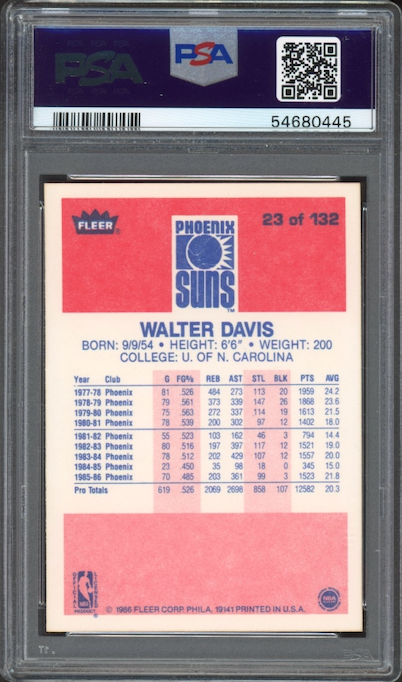 PSA
PSA
54680445
FLEER®
23 of 132
PHOENIX
SUNS™
WALTER DAVIS
BORN: 9/9/54 • HEIGHT: 6'6" • WEIGHT: 200
COLLEGE: U. OF N. CAROLINA
Year Club G FG% REB AST STL BLK PTS AVG
1977-78 Phoenix 81 .526 484 273 113 20 1959 24.2
1978-79 Phoenix 79 .561 373 339 147 26 1868 23.6
1979-80 Phoenix 75 .563 272 337 114 19 1613 21.5
1980-81 Phoenix 78 .539 200 302 97 12 1402 18.0
1981-82 Phoenix 55 .523 103 162 46 3 794 14.4
1982-83 Phoenix 80 .516 197 397 117 12 1521 19.0
1983-84 Phoenix 78 .512 202 429 107 12 1557 20.0
1984-85 Phoenix 23 .450 35 98 18 0 345 15.0
1985-86 Phoenix 70 .485 203 361 99 3 1523 21.8
Pro Totals 619 .526 2069 2698 858 107 12582 20.3
OFFICIAL
NBA
PRODUCT
© 1986 FLEER CORP. PHILA. 19141 PRINTED IN U.S.A.